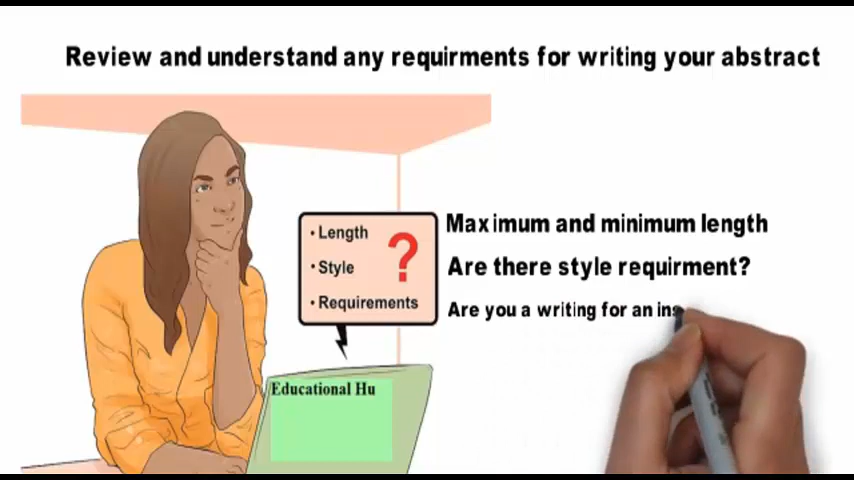 Review and understand any requirments for writing your abstract
• Length
• Style
• Requirements
?
Maximum and minimum length
Are there style requirment?
Are you a writing for an ins
Educational Hu